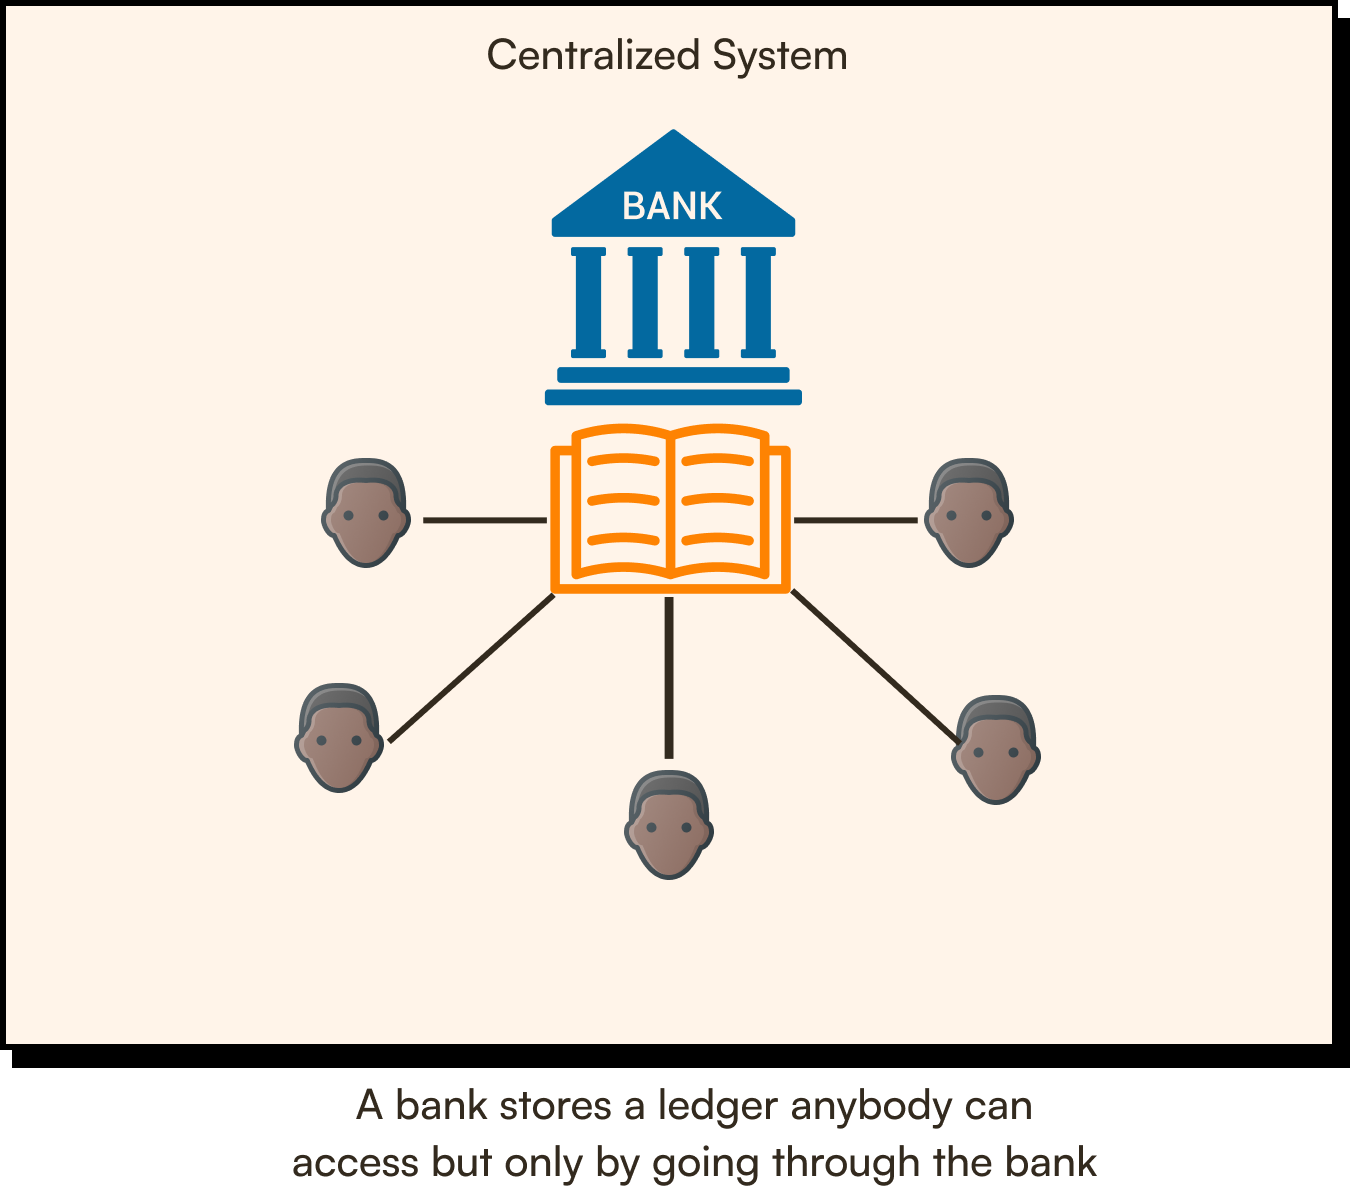 Centralized System
BANK
A bank stores a ledger anybody can
access but only by going through the bank